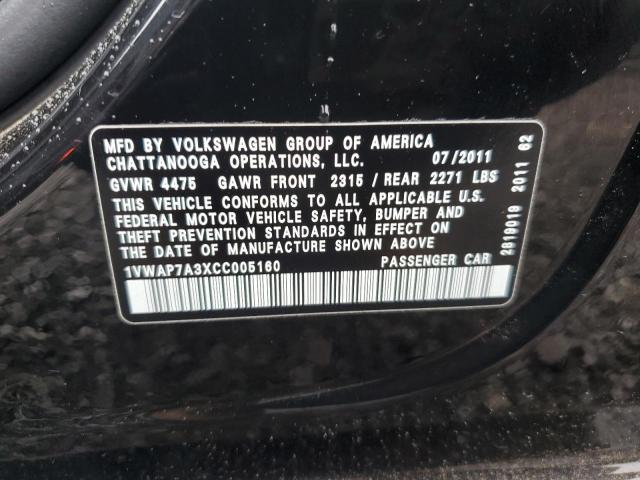 MFD BY VOLKSWAGEN GROUP OF AMERICA
CHATTANOOGA OPERATIONS, LLC. 07/2011
GVWR 4475 GAWR FRONT 2315 / REAR 2271 LBS
THIS VEHICLE CONFORMS TO ALL APPLICABLE U.S.
FEDERAL MOTOR VEHICLE SAFETY, BUMPER AND
THEFT PREVENTION STANDARDS IN EFFECT ON
THE DATE OF MANUFACTURE SHOWN ABOVE
1VWAP7A3XCC005160 PASSENGER CAR
2819019 2011 G2